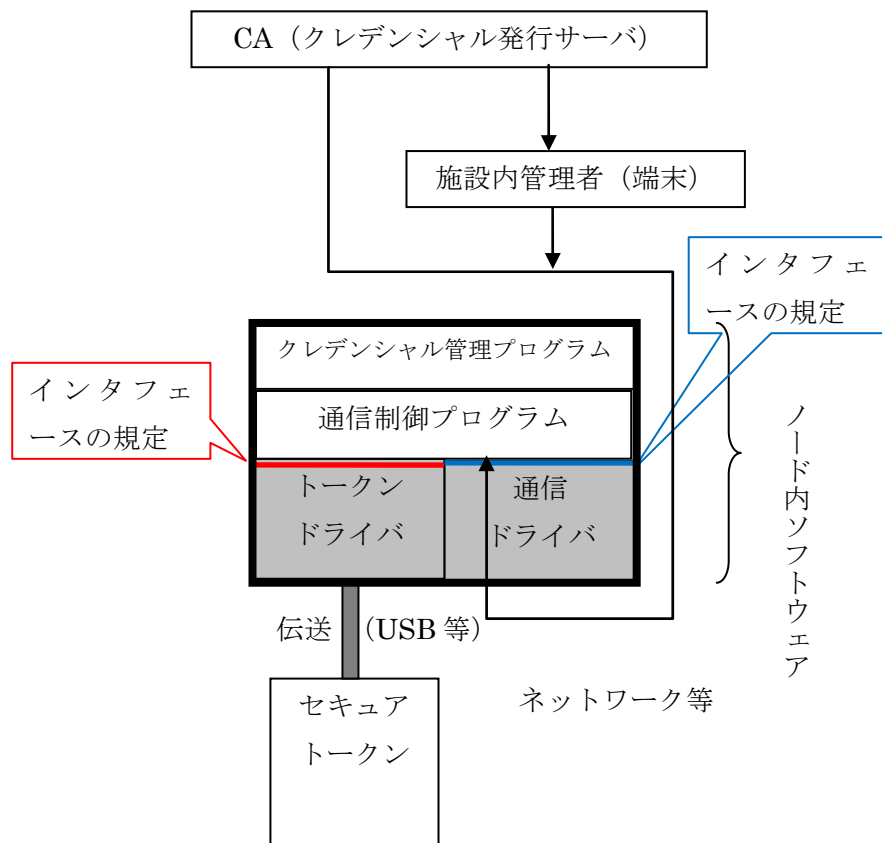 CA（クレデンシャル発行サーバ）
施設内管理者（端末）
インタフェ
ースの規定
クレデンシャル管理プログラム
インタフェ
ースの規定
通信制御プログラム
トークン
ドライバ
通信
ドライバ
ノード内ソフトウェア
伝送（USB 等）
ネットワーク等
セキュア
トークン